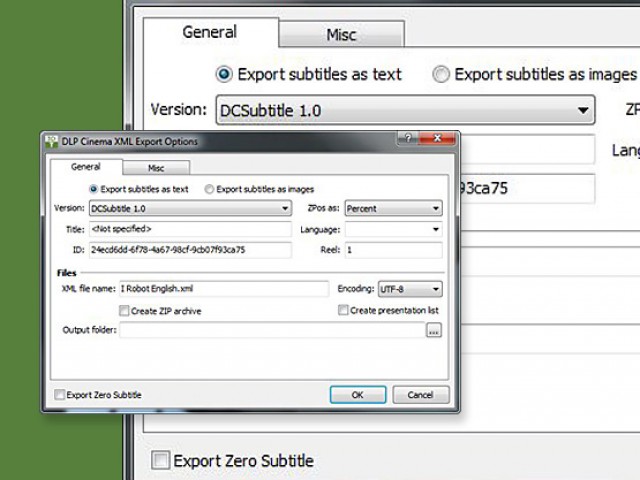 General Misc
Export subtitles as text Export subtitles as images
Version: DCSubtitle 1.0 ZP
DLP Cinema XML Export Options
Lang
General Misc
93ca75
Export subtitles as text Export subtitles as images
Version: DCSubtitle 1.0 ZPos as: Percent
Title: <Not specified> Language:
ID: 24ecd6dd-6f78-4a67-98cf-9cb07f93ca75 Reel: 1
Files
XML file name: I Robot English.xml Encoding: UTF-8
Create ZIP archive Create presentation list
Output folder: ...
Export Zero Subtitle OK Cancel
Export Zero Subtitle